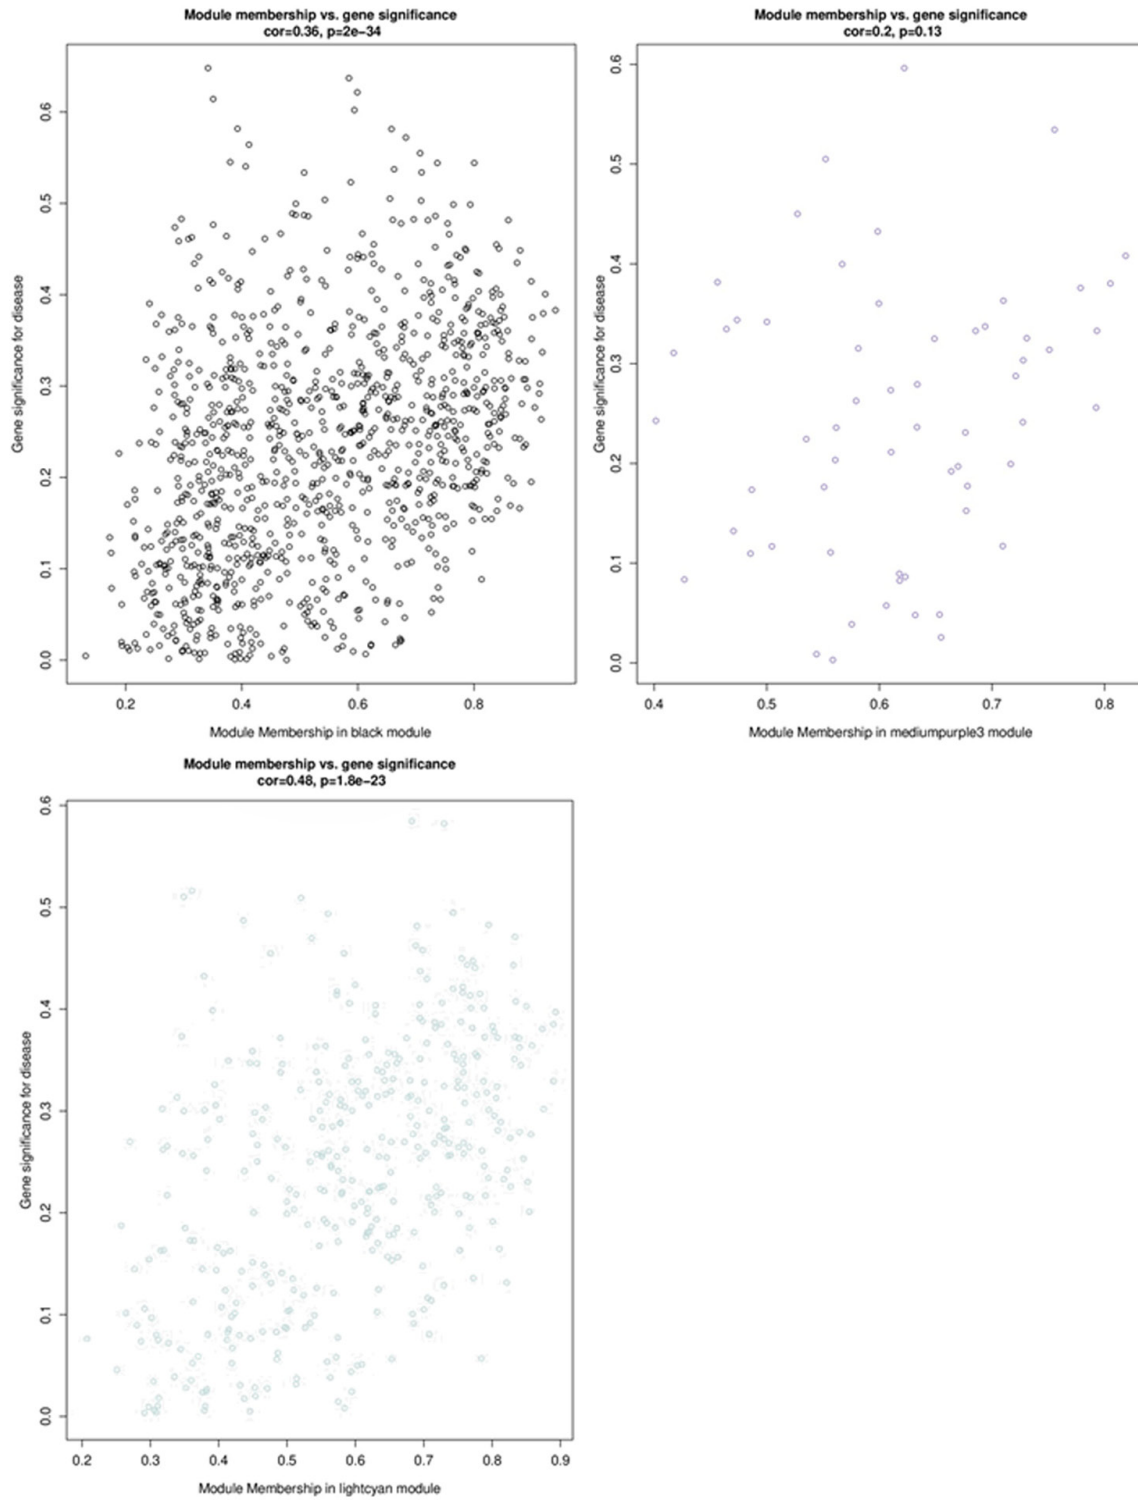 Module membership vs. gene significance
cor=0.36, p=2e−34
Gene significance for disease
0.0 0.1 0.2 0.3 0.4 0.5 0.6
0.2 0.4 0.6 0.8
Module Membership in black module
Module membership vs. gene significance
cor=0.2, p=0.13
Gene significance for disease
0.0 0.1 0.2 0.3 0.4 0.5 0.6
0.4 0.5 0.6 0.7 0.8
Module Membership in mediumpurple3 module
Module membership vs. gene significance
cor=0.48, p=1.8e−23
Gene significance for disease
0.0 0.1 0.2 0.3 0.4 0.5 0.6
0.2 0.3 0.4 0.5 0.6 0.7 0.8 0.9
Module Membership in lightcyan module